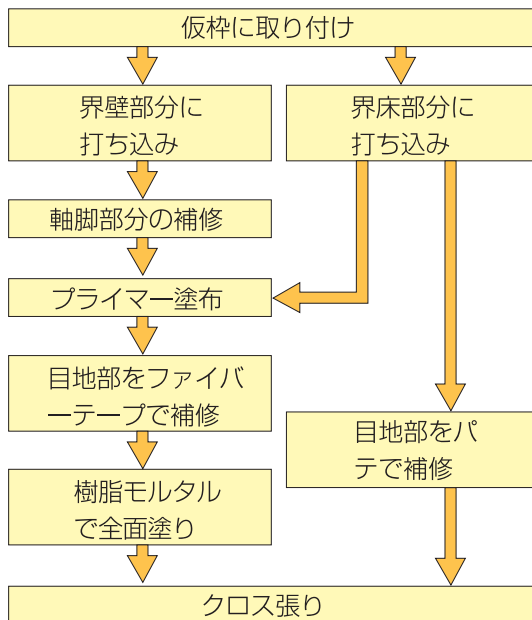 仮枠に取り付け
界壁部分に
打ち込み
界床部分に
打ち込み
軸脚部分の補修
プライマー塗布
目地部をファイバ
ーテープで補修
目地部をパ
テで補修
樹脂モルタル
で全面塗り
クロス張り